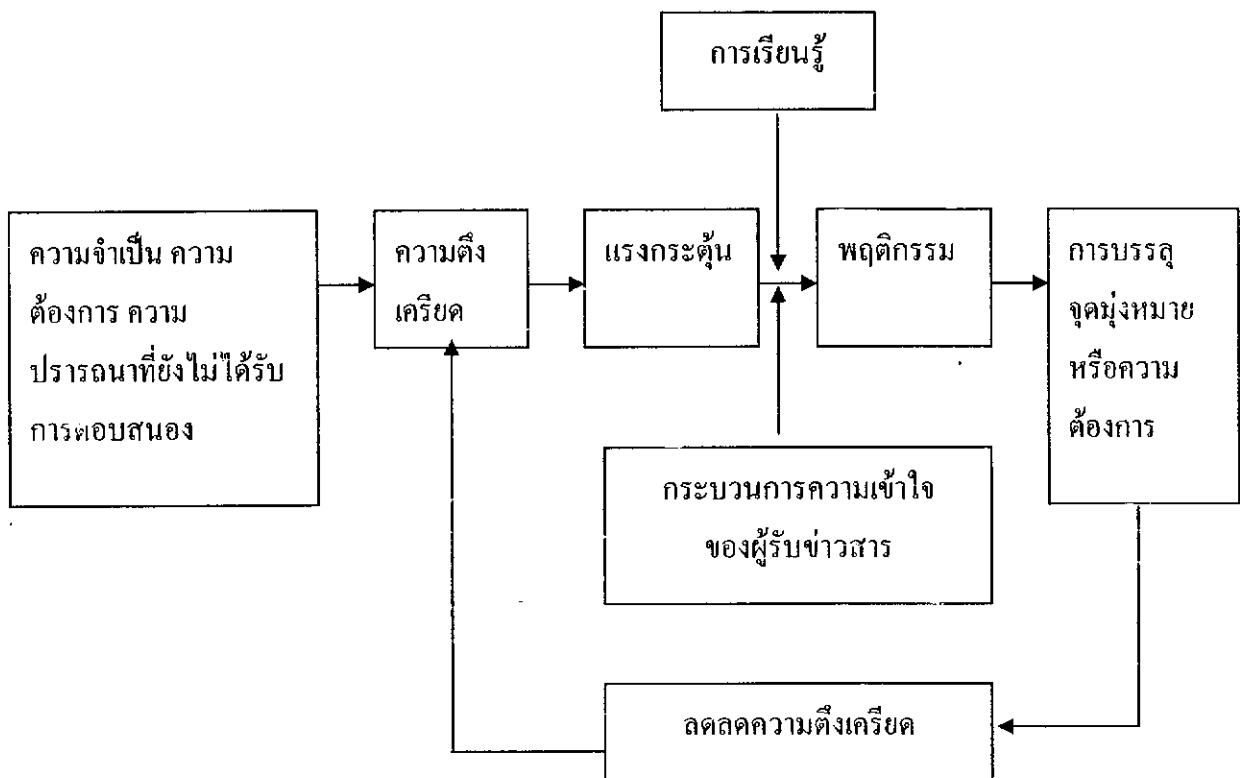 การเรียนรู้
ความจำเป็น ความ
ต้องการ ความ
ปรารถนาที่ยังไม่ได้รับ
การตอบสนอง
ความตึง
เครียด
แรงกระตุ้น
พฤติกรรม
การบรรลุ
จุดมุ่งหมาย
หรือความ
ต้องการ
กระบวนการความเข้าใจ
ของผู้รับข่าวสาร
ลดลดความตึงเครียด